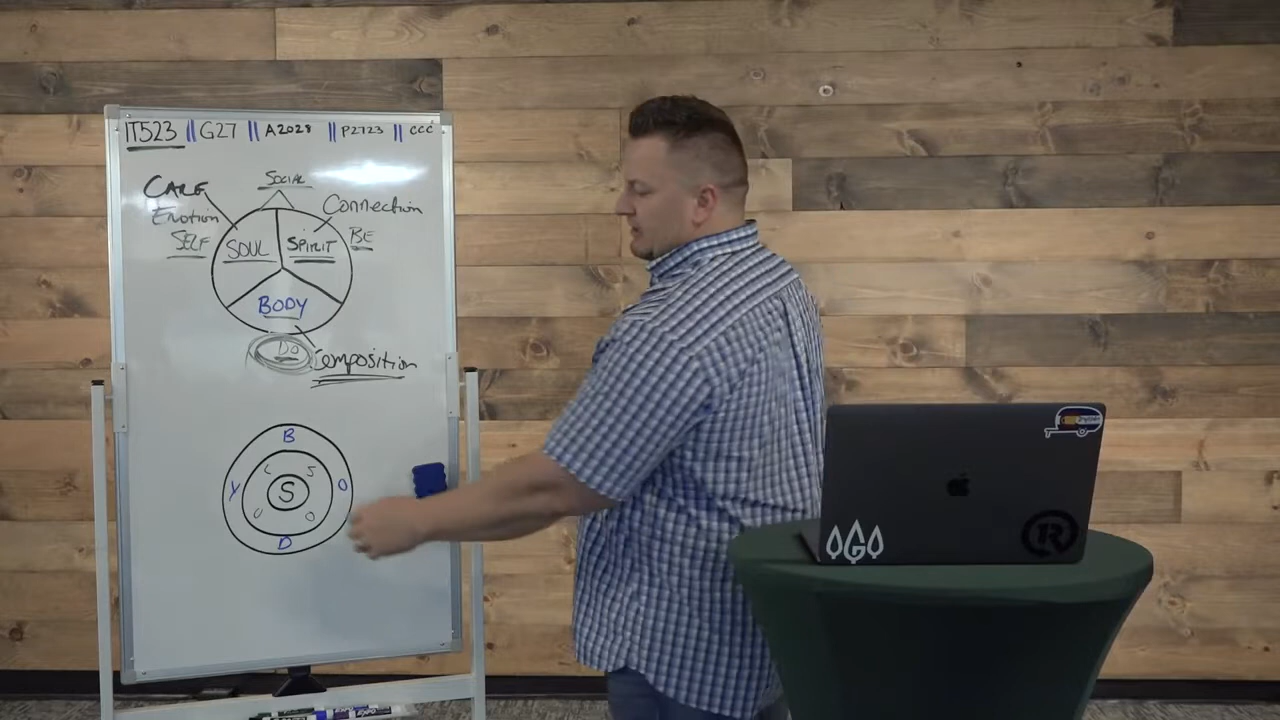 IT523 || G27 || A2028 || P2723 || CCC
SOCIAL
CARE
Connection
EMOTION
SELF
SOUL
SPIRIT
BE
BODY
DO
Composition
B
C S
Y S O
U O
D
R